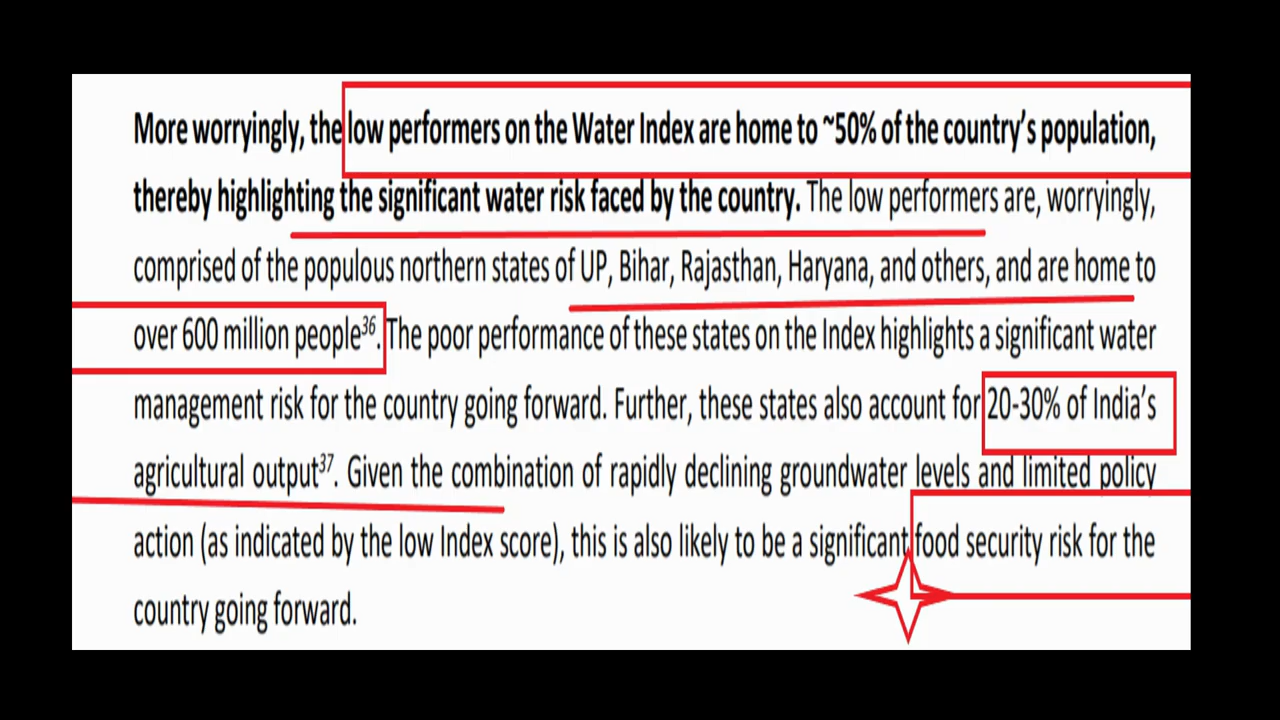 More worryingly, the low performers on the Water Index are home to ~50% of the country's population,
thereby highlighting the significant water risk faced by the country. The low performers are, worryingly,
comprised of the populous northern states of UP, Bihar, Rajasthan, Haryana, and others, and are home to
over 600 million people36. The poor performance of these states on the Index highlights a significant water
management risk for the country going forward. Further, these states also account for 20-30% of India's
agricultural output37. Given the combination of rapidly declining groundwater levels and limited policy
action (as indicated by the low Index score), this is also likely to be a significant food security risk for the
country going forward.